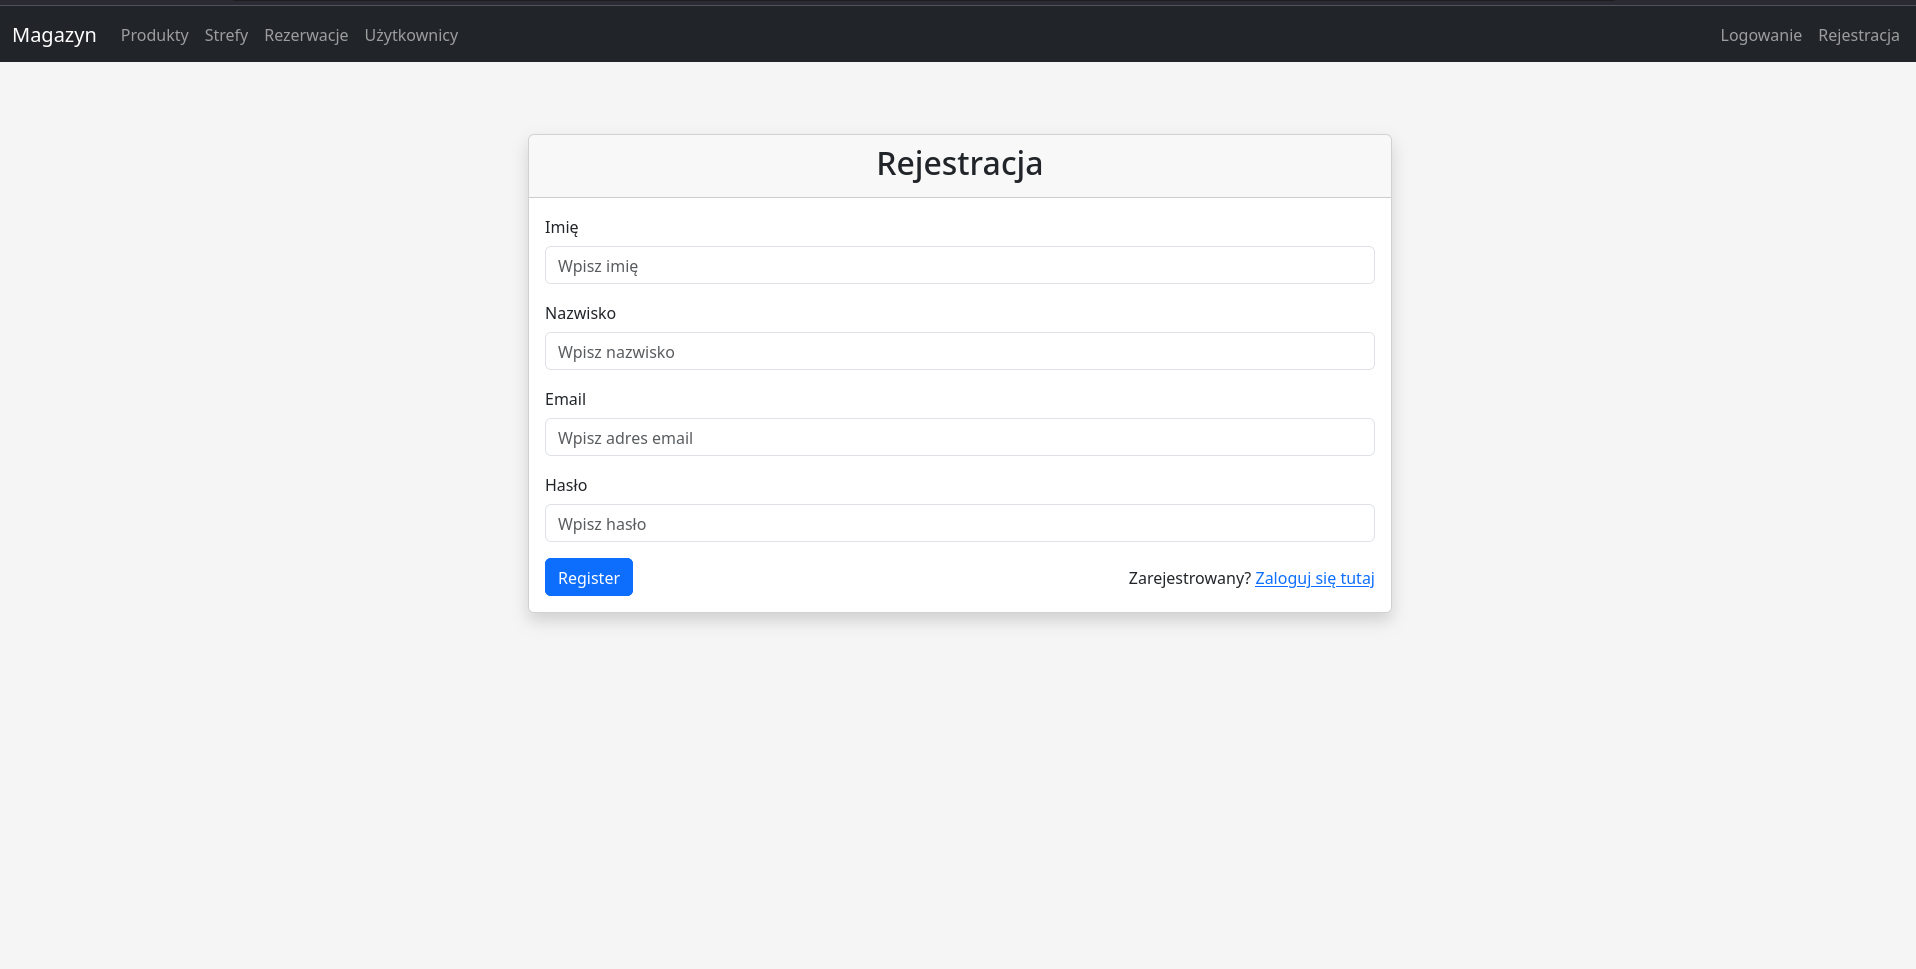 Magazyn Produkty Strefy Rezerwacje Użytkownicy Logowanie Rejestracja
Rejestracja
Imię
Wpisz imię
Nazwisko
Wpisz nazwisko
Email
Wpisz adres email
Hasło
Wpisz hasło
Register Zarejestrowany? Zaloguj się tutaj